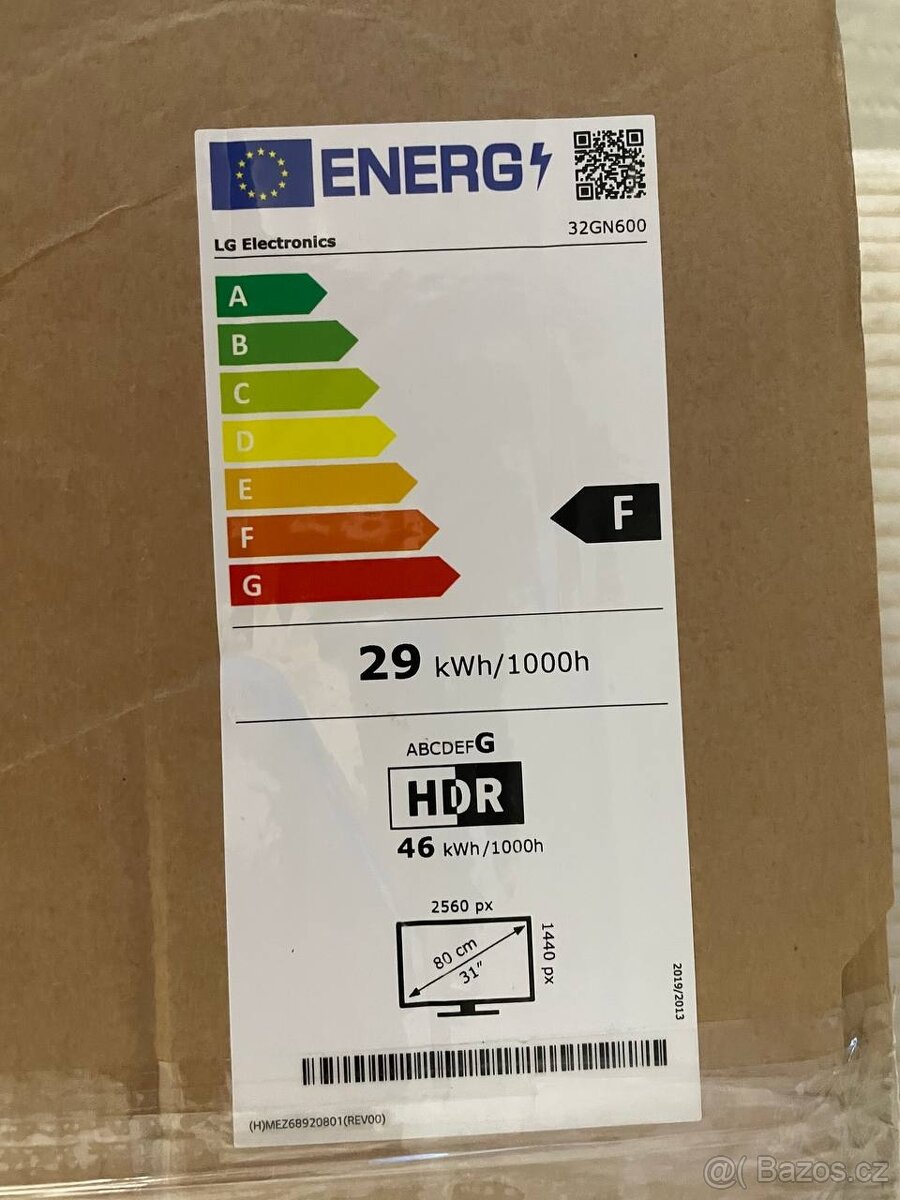 ENERG
32GN600
LG Electronics
A
B
C
D
E
F
F
G
29 kWh/1000h
ABCDEFG
HDR
46 kWh/1000h
2560 px
80 cm
31"
1440 px
2019/2013
(H)MEZ68920801(REV00)
@( Bazos.cz